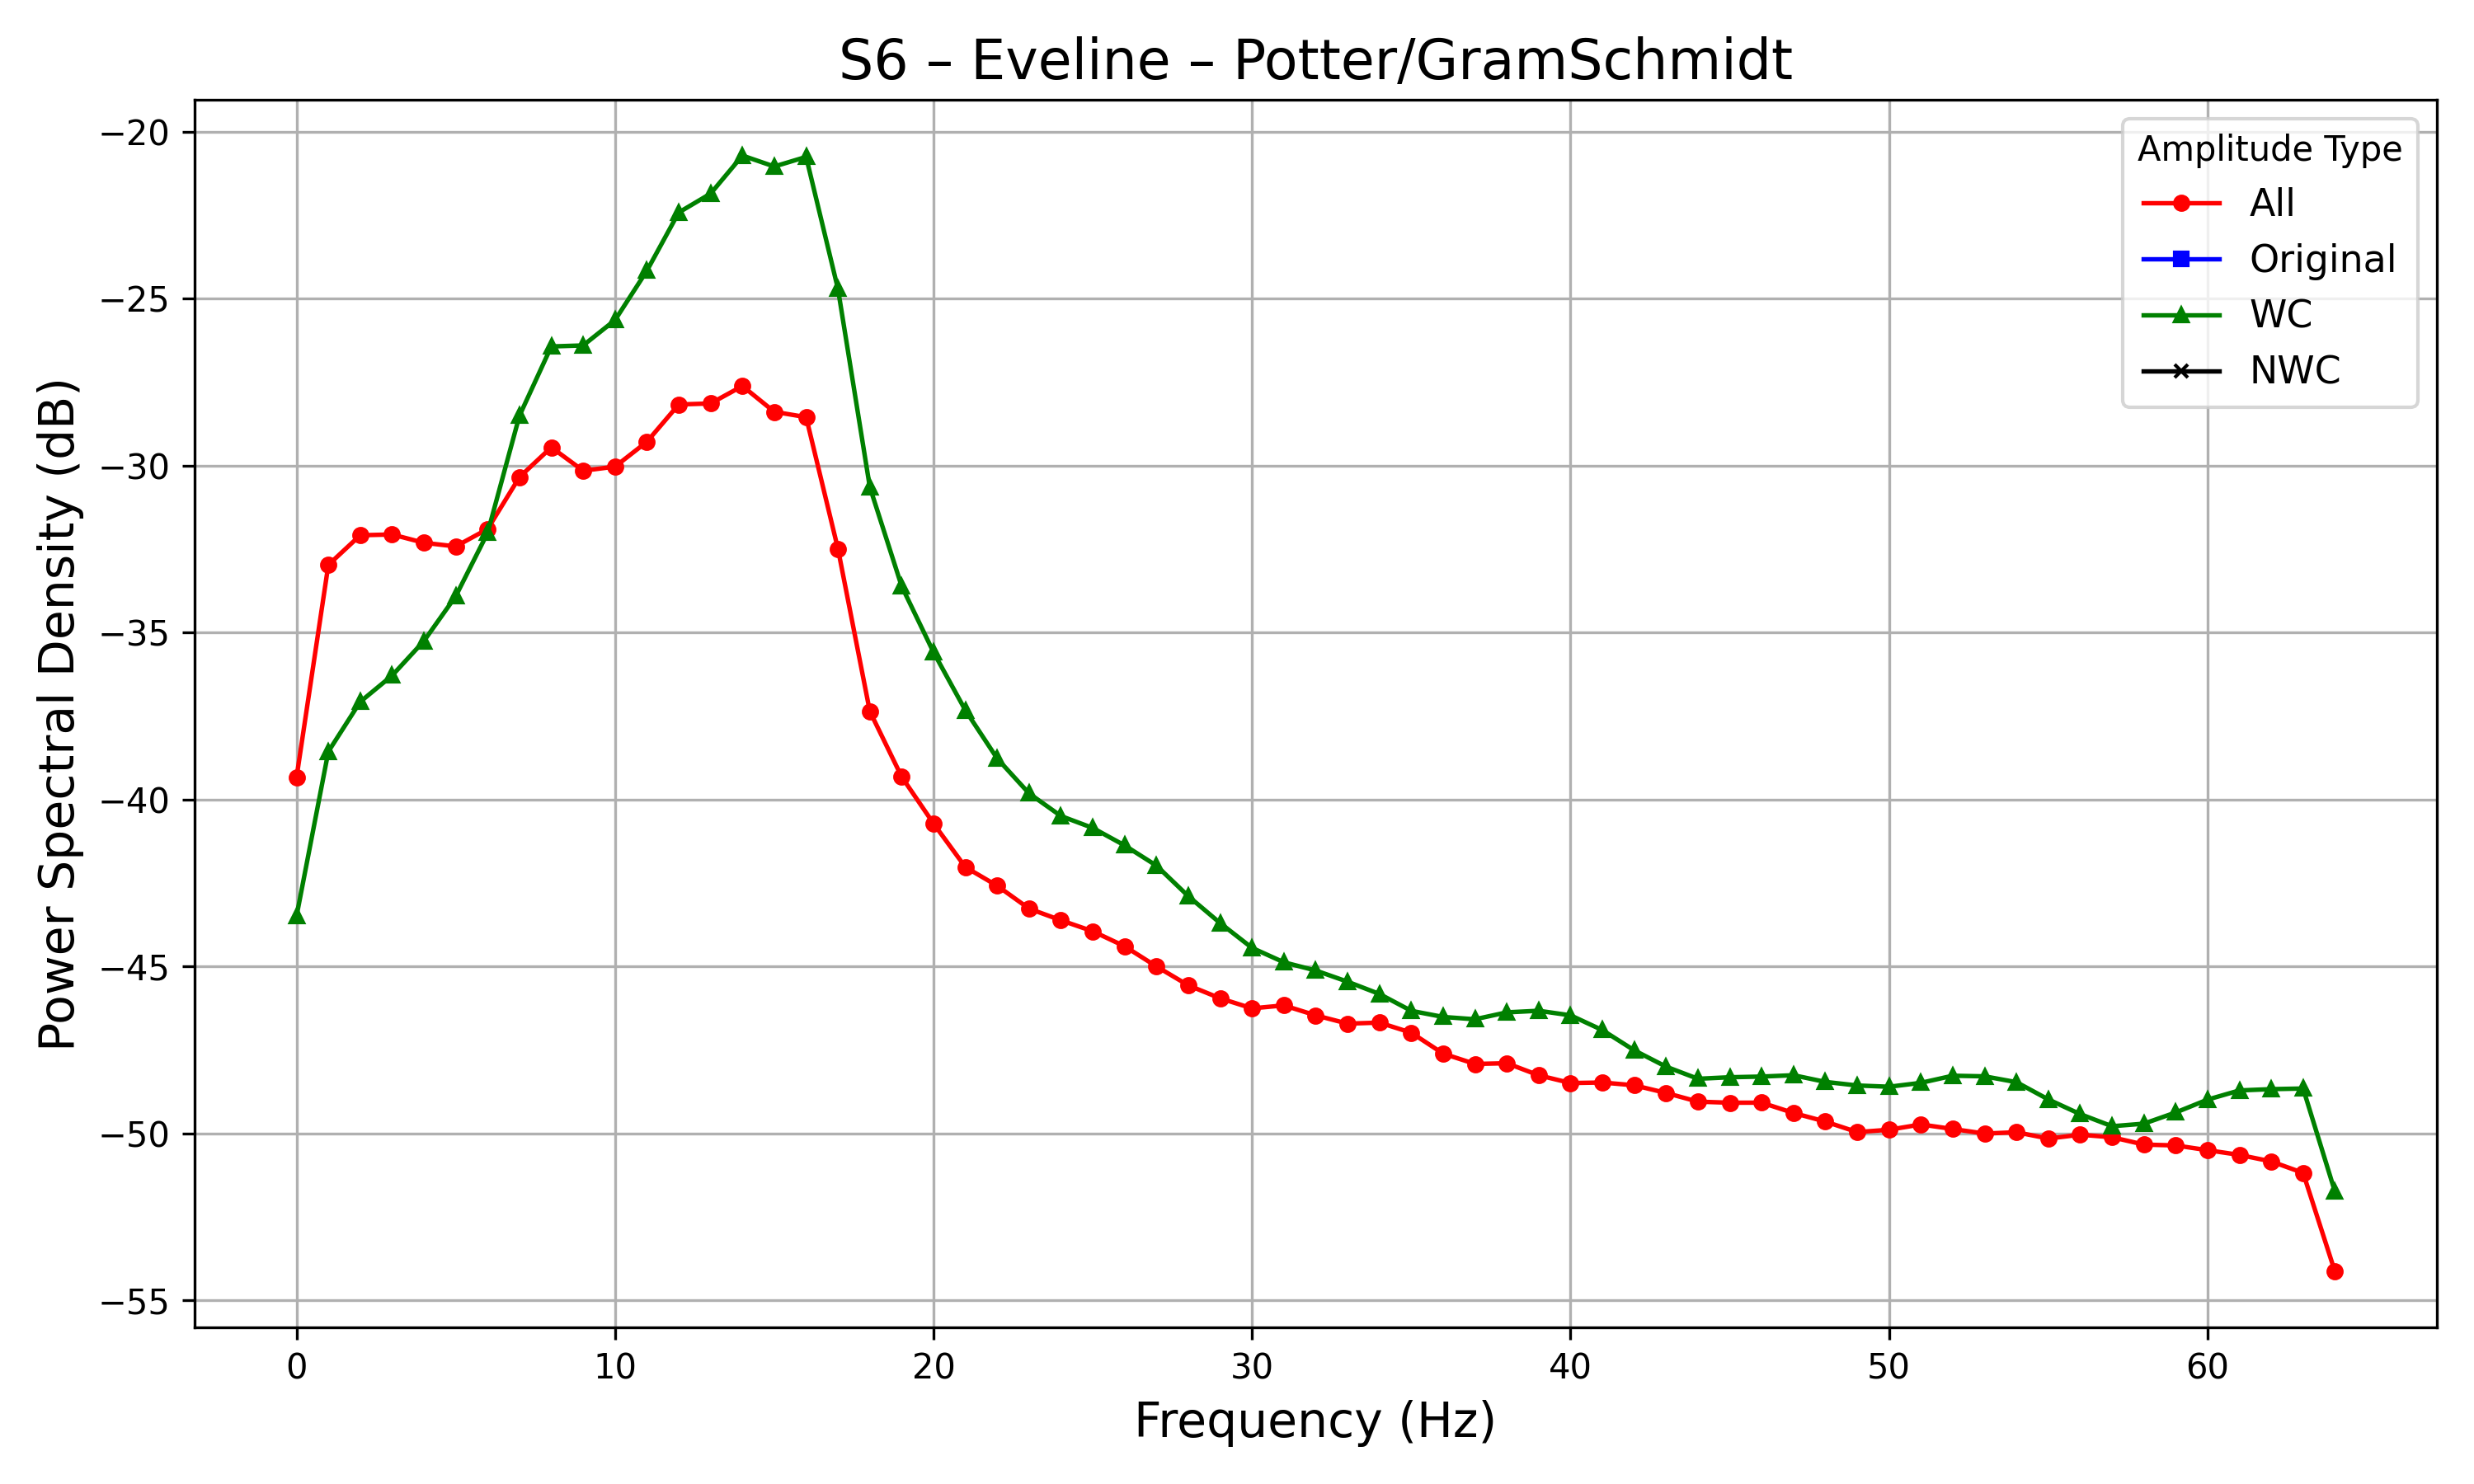 S6 – Eveline – Potter/GramSchmidt
Power Spectral Density (dB)
−20
−25
−30
−35
−40
−45
−50
−55
Amplitude Type
All
Original
WC
NWC
0 10 20 30 40 50 60
Frequency (Hz)